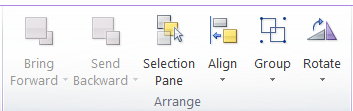 Bring Send Selection Align Group Rotate
Forward Backward Pane
Arrange